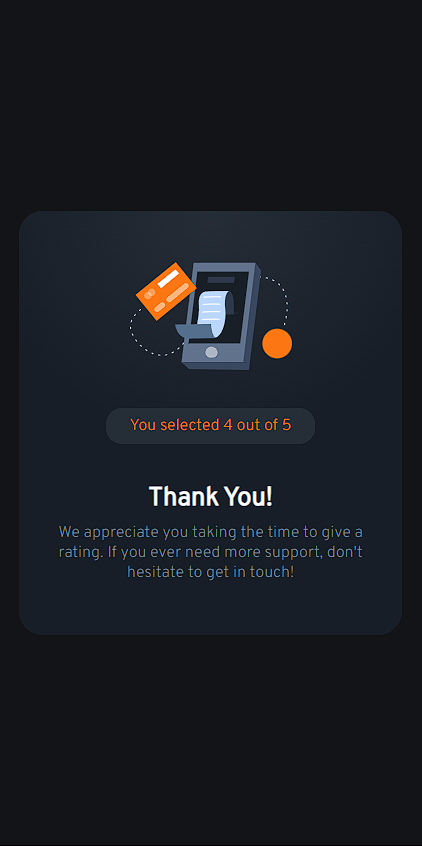 You selected 4 out of 5
Thank You!
We appreciate you taking the time to give a
rating. If you ever need more support, don't
hesitate to get in touch!